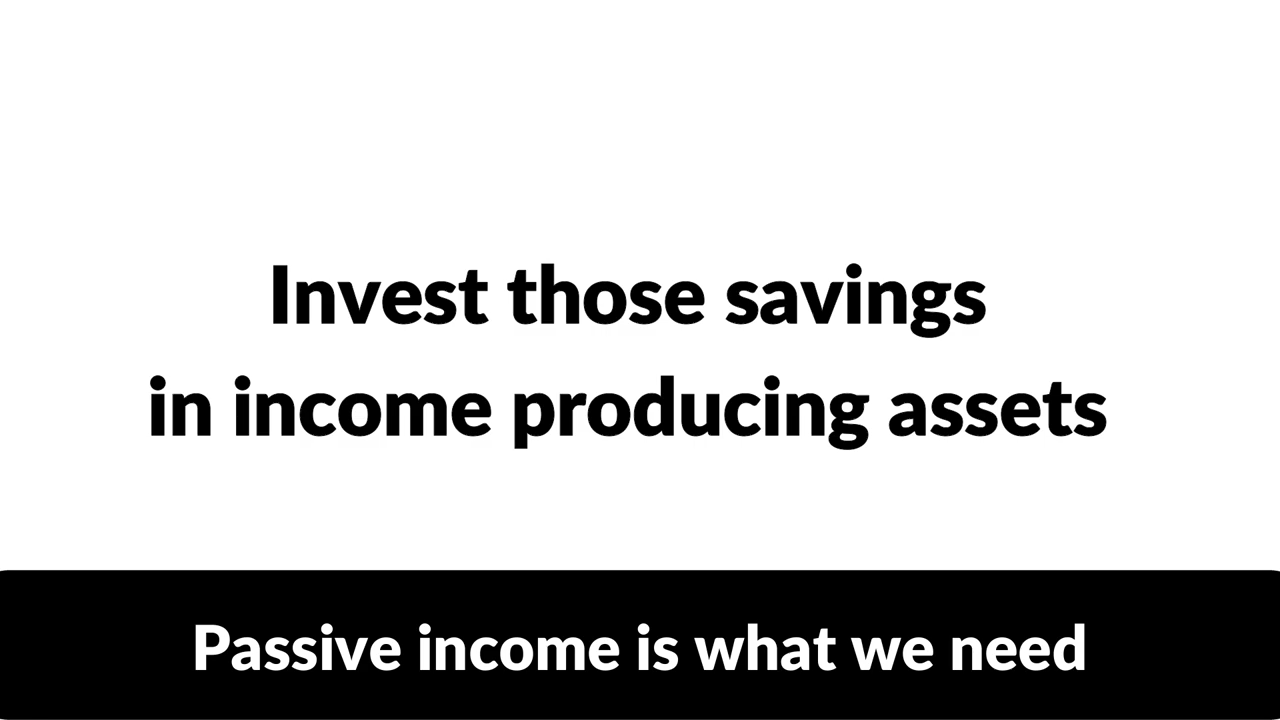 Invest those savings
in income producing assets
Passive income is what we need